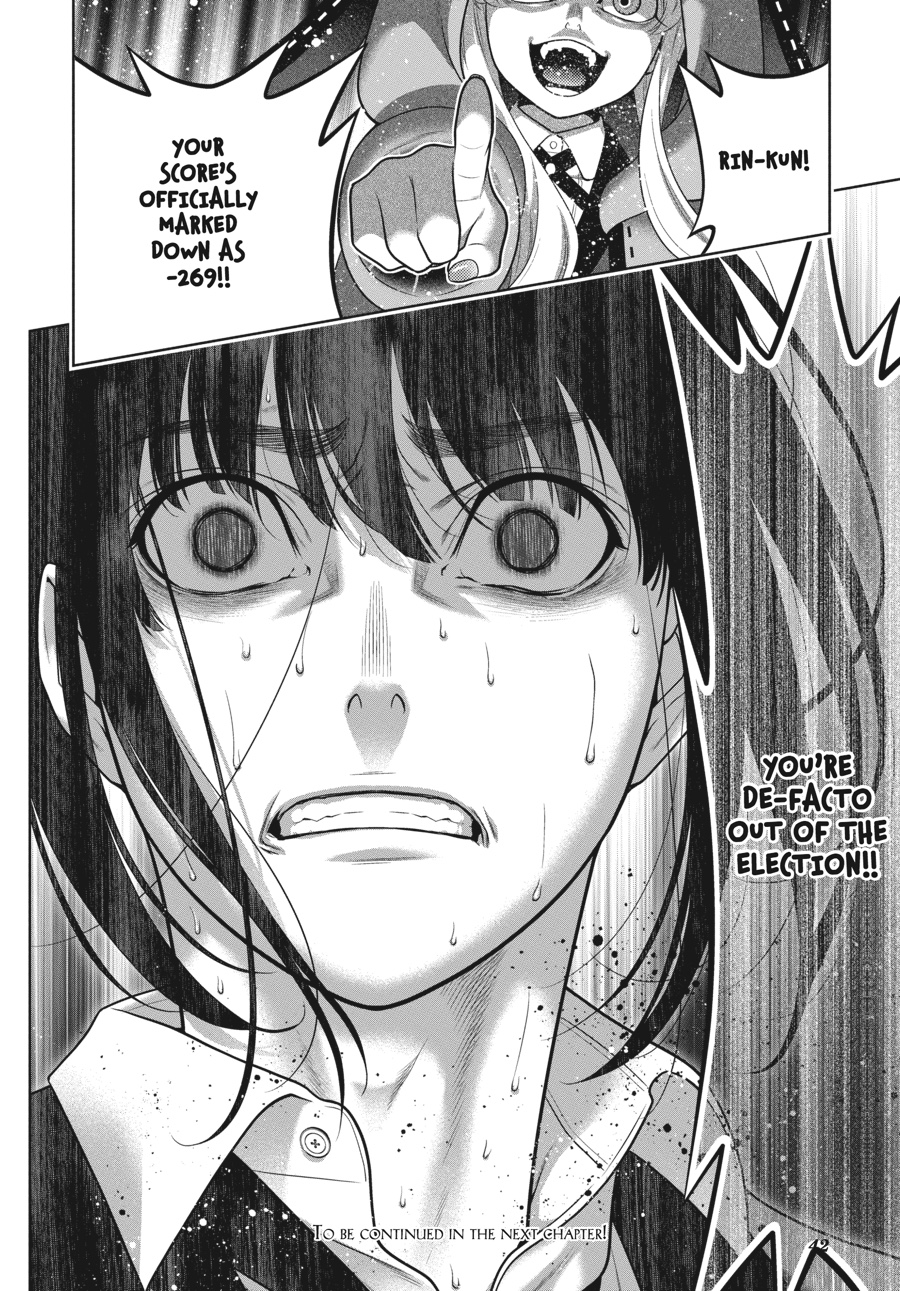 RIN-KUN!
YOUR
SCORE'S
OFFICIALLY
MARKED
DOWN AS
-269!!
YOU'RE
DE-FACTO
OUT OF THE
ELECTION!!
TO BE CONTINUED IN THE NEXT CHAPTER!
42